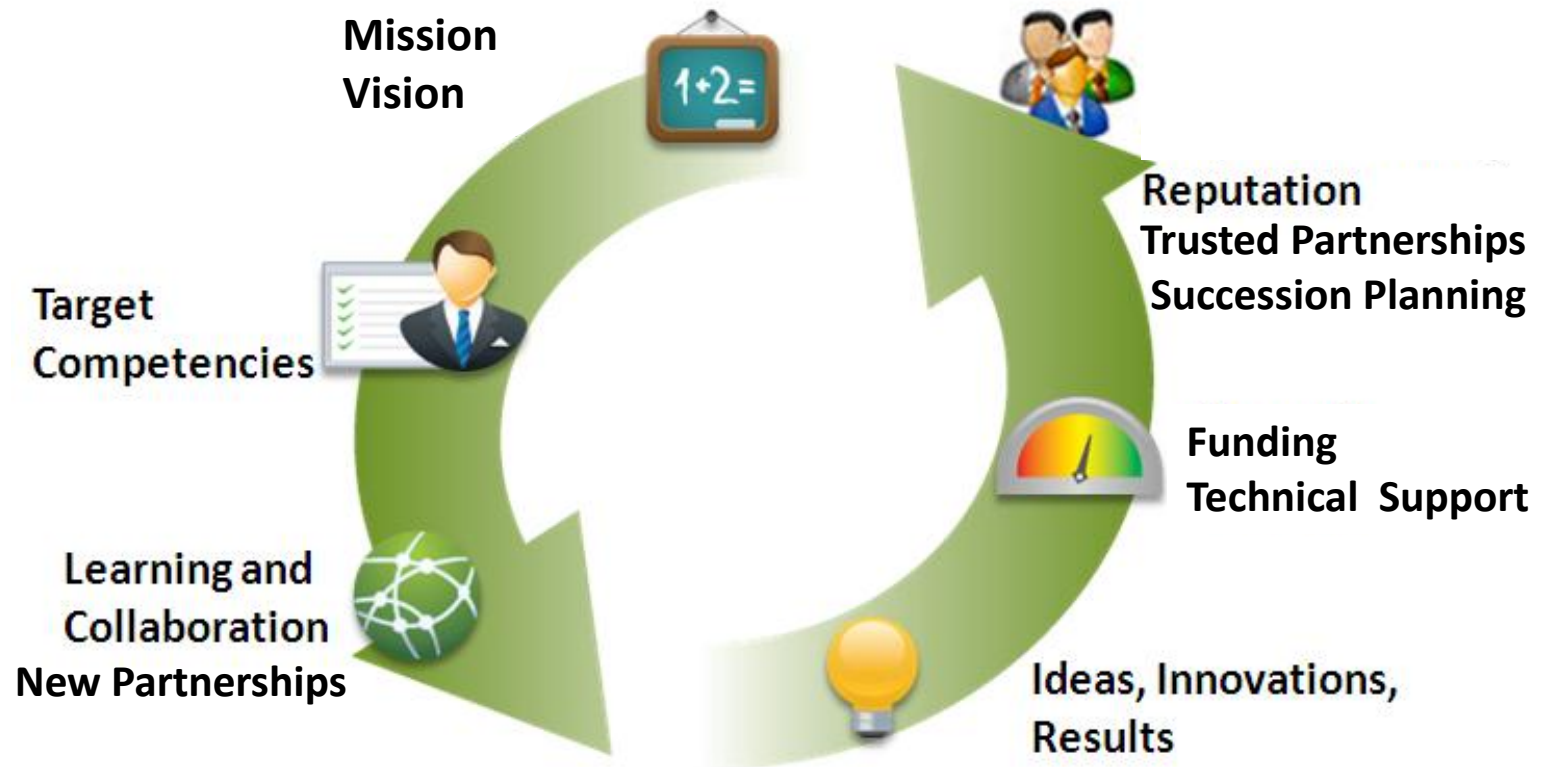 Mission
Vision
1+2=
Target
Competencies
Learning and
Collaboration
New Partnerships
Ideas, Innovations,
Results
Funding
Technical Support
Reputation
Trusted Partnerships
Succession Planning